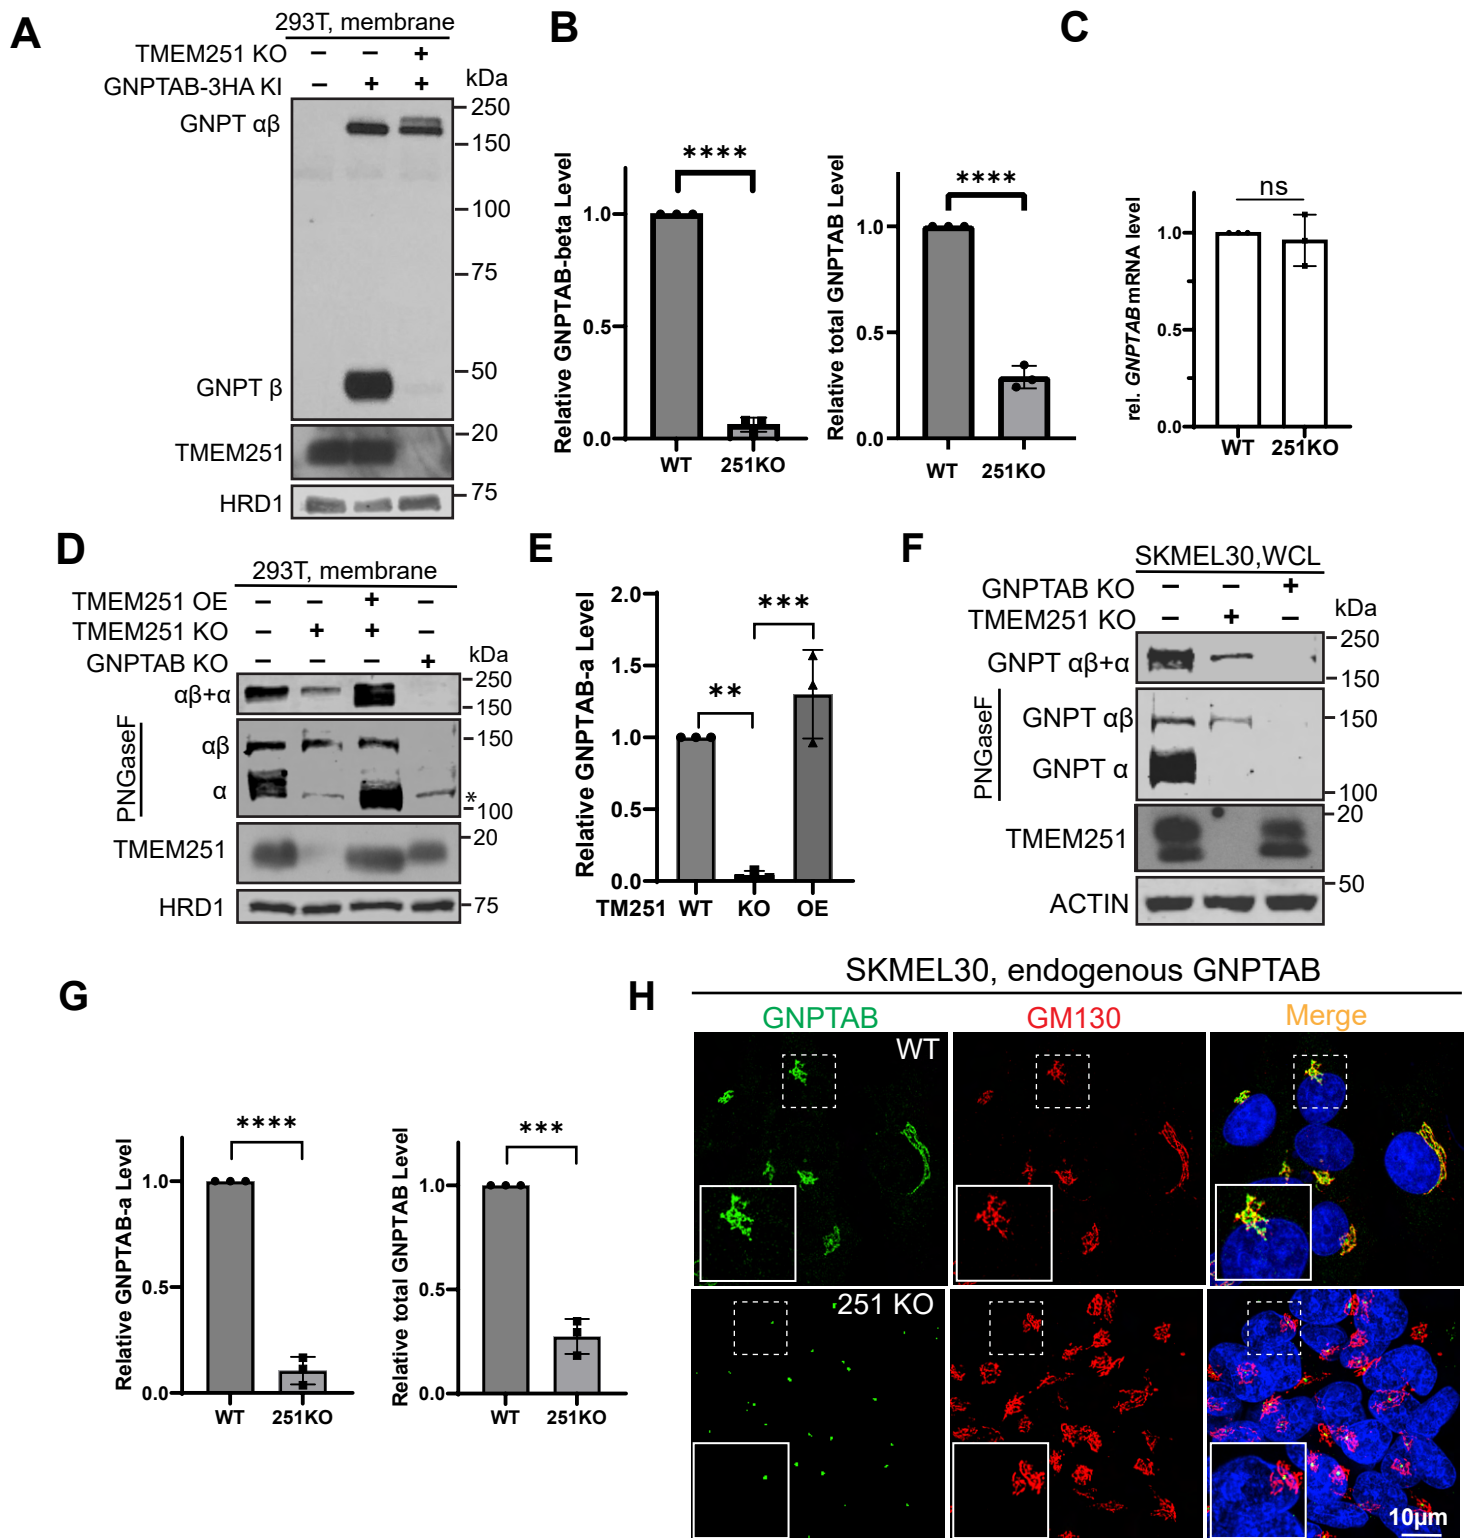 A
293T, membrane
TMEM251 KO − − +
GNPTAB-3HA KI − + +
kDa
GNPT αβ
250
150
100
75
50
GNPT β
20
TMEM251
75
HRD1
B
Relative GNPTAB-beta Level
1.0
0.5
0.0
****
WT 251KO
Relative total GNPTAB Level
1.0
0.5
0.0
****
WT 251KO
C
rel. GNPTAB mRNA level
1.0
0.5
0.0
ns
WT 251KO
D
293T, membrane
TMEM251 OE − − + −
TMEM251 KO − + + −
GNPTAB KO − − − +
kDa
αβ+α
250
150
PNGaseF
αβ
150
α
*
100
TMEM251
20
HRD1
75
E
Relative GNPTAB-a Level
2.0
1.5
1.0
0.5
0.0
**
***
TM251 WT KO OE
F
SKMEL30,WCL
GNPTAB KO − − +
TMEM251 KO − + −
kDa
GNPT αβ+α
250
150
PNGaseF
GNPT αβ
150
GNPT α
100
TMEM251
20
50
ACTIN
G
Relative GNPTAB-a Level
1.0
0.5
0.0
****
WT 251KO
Relative total GNPTAB Level
1.0
0.5
0.0
***
WT 251KO
H
SKMEL30, endogenous GNPTAB
GNPTAB GM130 Merge
WT
251 KO
10µm